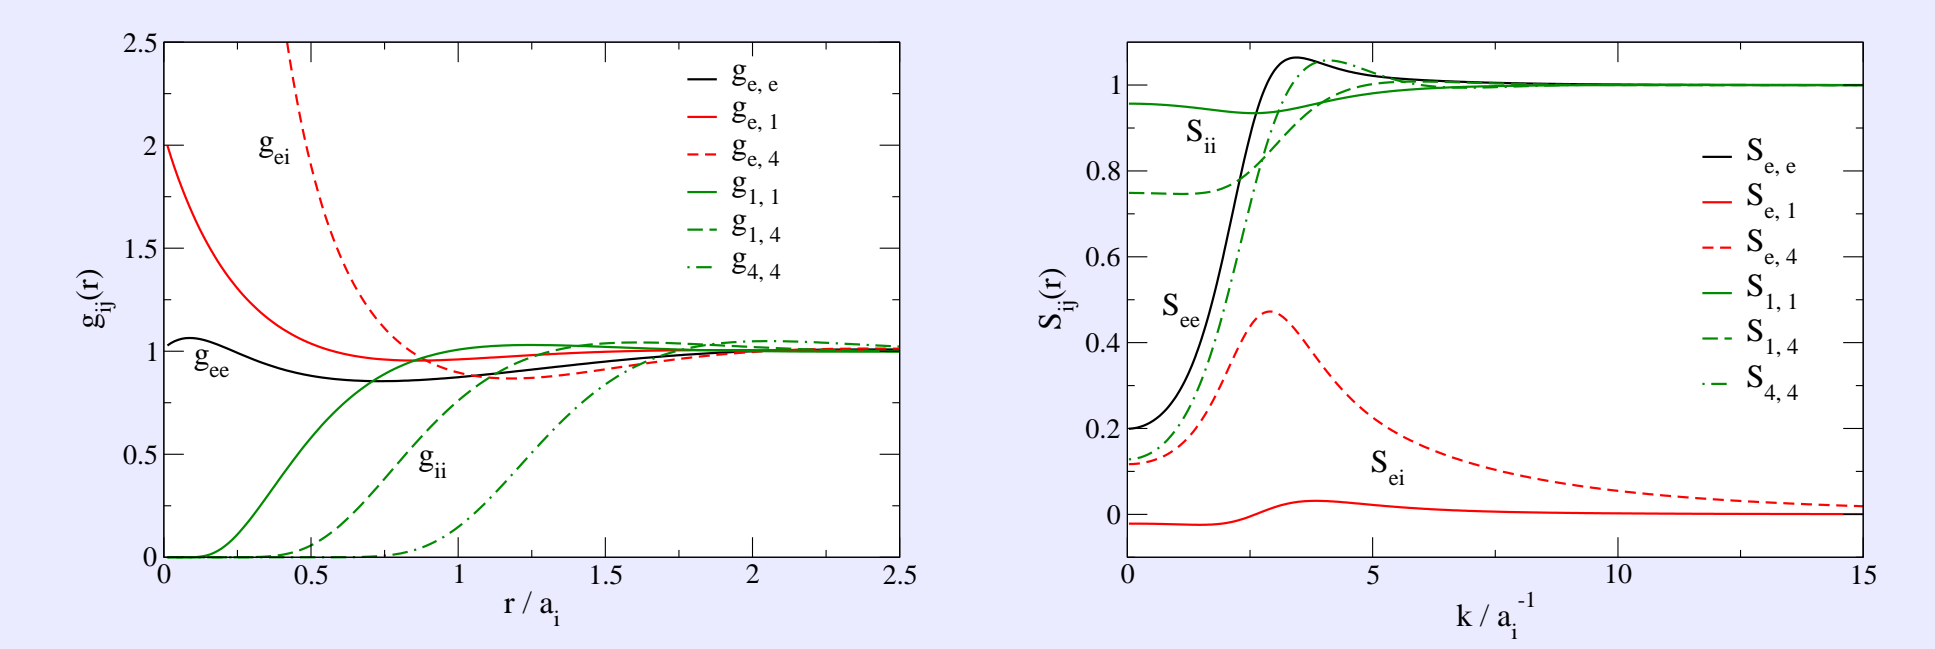 2.5
2
1.5
1
0.5
0
0
0.5
1
1.5
2
2.5
g_ij(r)
r / a_i
g_ei
g_ee
g_ii
g_e, e
g_e, 1
g_e, 4
g_1, 1
g_1, 4
g_4, 4
1
0.8
0.6
0.4
0.2
0
0
5
10
15
S_ij(r)
k / a_i^-1
S_ii
S_ee
S_ei
S_e, e
S_e, 1
S_e, 4
S_1, 1
S_1, 4
S_4, 4